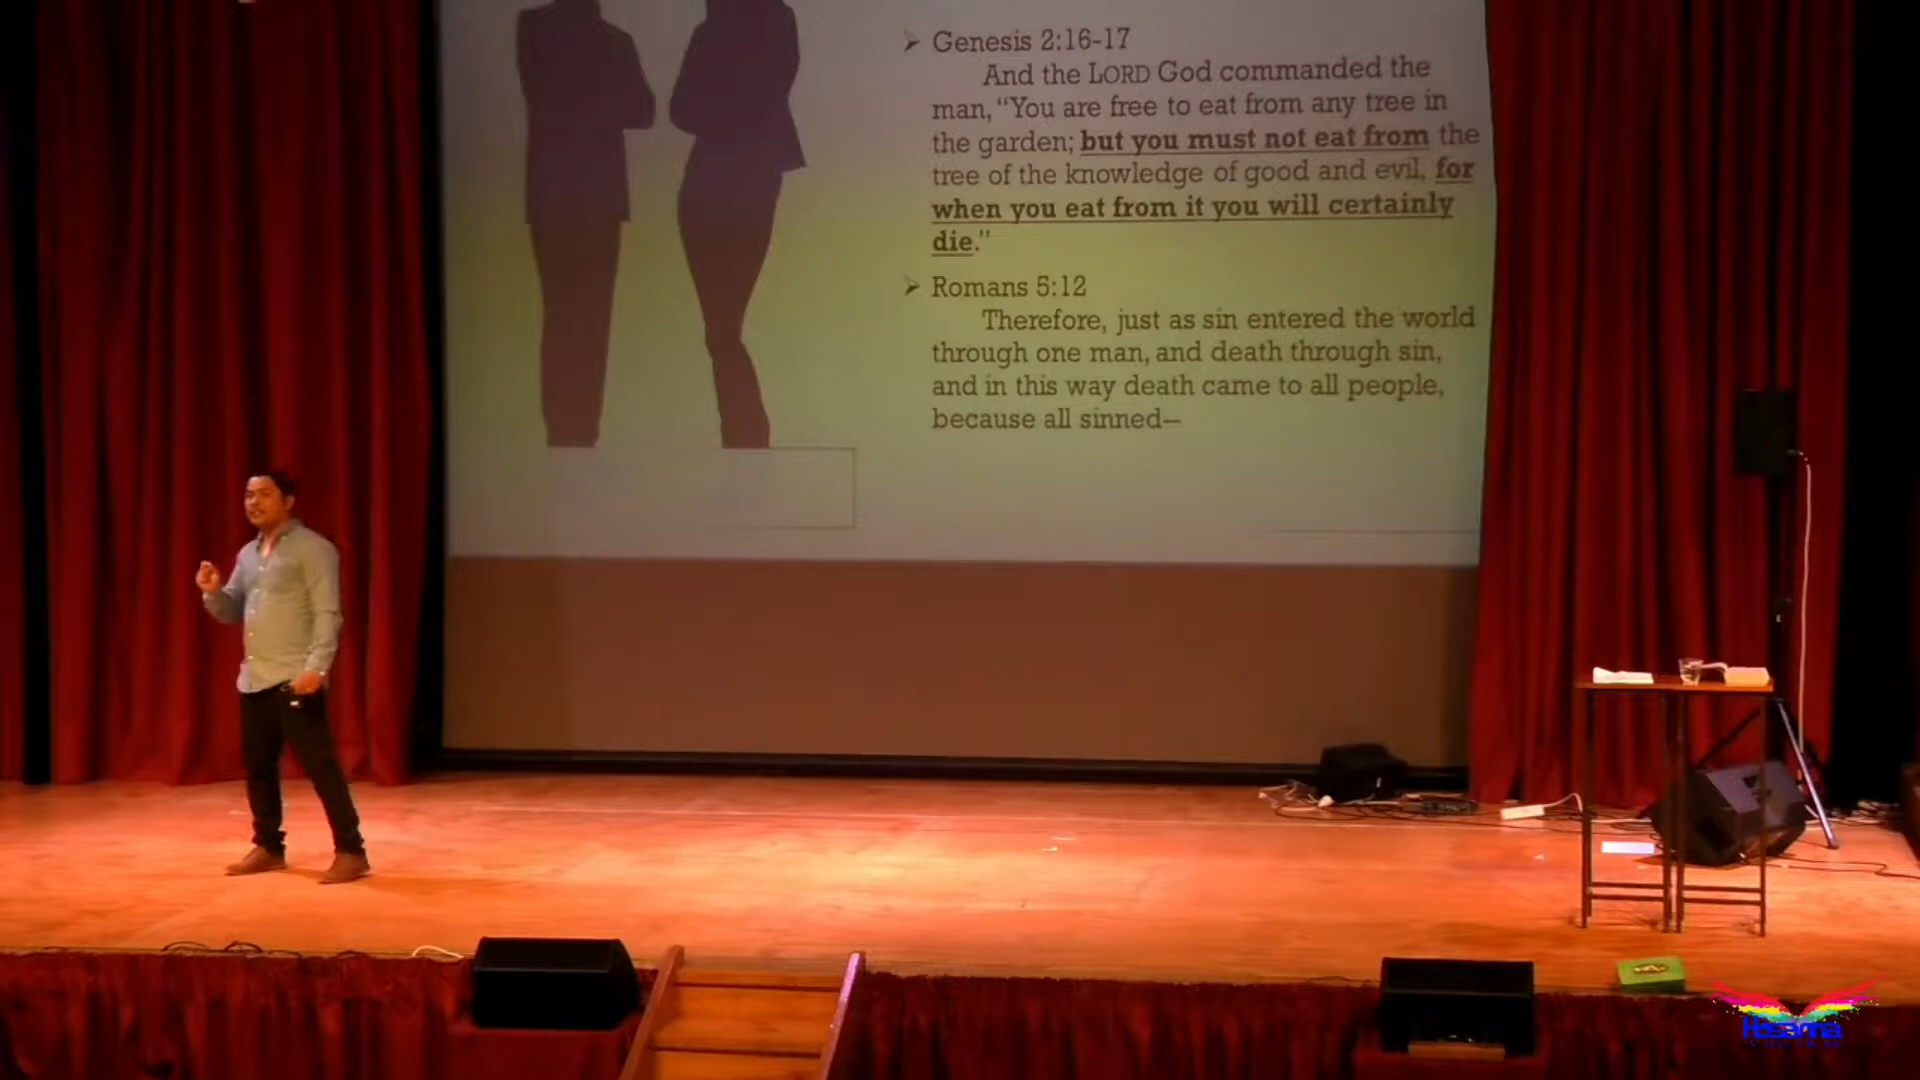 ➢ Genesis 2:16-17
And the LORD God commanded the
man, “You are free to eat from any tree in
the garden; but you must not eat from the
tree of the knowledge of good and evil, for
when you eat from it you will certainly
die.”
➢ Romans 5:12
Therefore, just as sin entered the world
through one man, and death through sin,
and in this way death came to all people,
because all sinned—
Hosanna